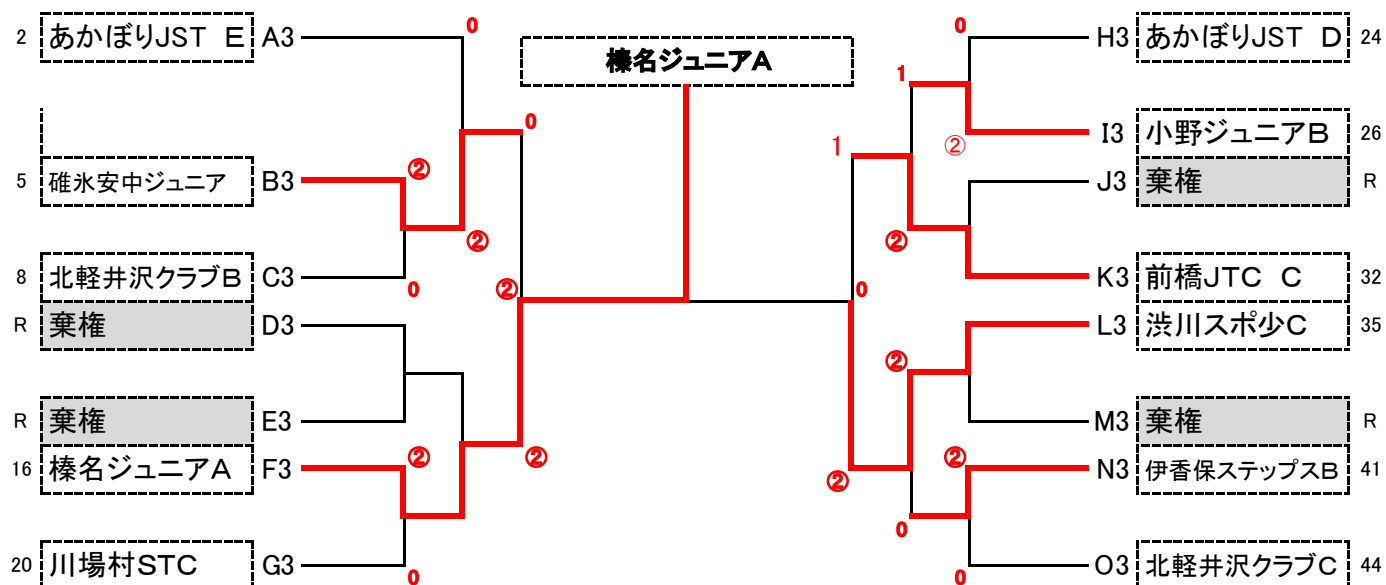 榛名ジュニアA
2 あかぼりJST E A3 0
5 碓氷安中ジュニア B3 ② 0
8 北軽井沢クラブB C3 0 ②
R 棄権 D3 ②
R 棄権 E3
16 榛名ジュニアA F3 ② ②
20 川場村STC G3 0
0 H3 あかぼりJST D 24
1 ② I3 小野ジュニアB 26
1 J3 棄権 R
② K3 前橋JTC C 32
0 L3 渋川スポ少C 35
② M3 棄権 R
② ② N3 伊香保ステップスB 41
0 0 O3 北軽井沢クラブC 44